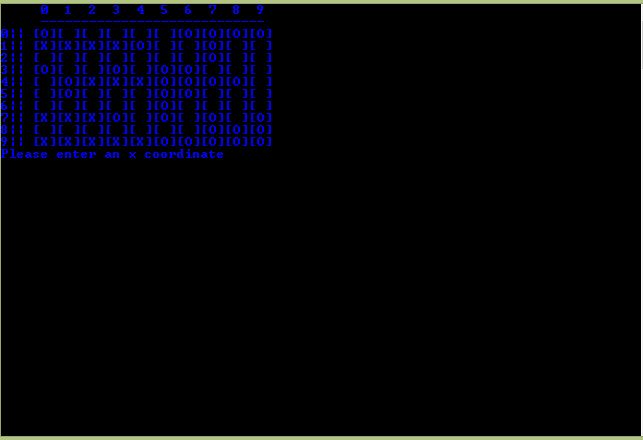 0 1 2 3 4 5 6 7 8 9
----------------------------
0|| [O][ ][ ][ ][ ][ ][O][O][O][O]
1|| [X][X][X][X][O][ ][O][ ][O][ ]
2|| [ ][ ][ ][ ][ ][ ][ ][O][ ][ ]
3|| [O][ ][ ][O][ ][O][O][ ][ ][ ]
4|| [ ][O][X][X][X][O][O][O][O][ ]
5|| [ ][O][ ][ ][ ][O][O][ ][ ][ ]
6|| [ ][ ][ ][ ][ ][O][ ][ ][ ][ ]
7|| [X][X][X][O][ ][O][ ][O][ ][O]
8|| [ ][ ][ ][ ][ ][ ][ ][O][O][O]
9|| [X][X][X][X][X][O][O][O][O][O]
Please enter an x coordinate